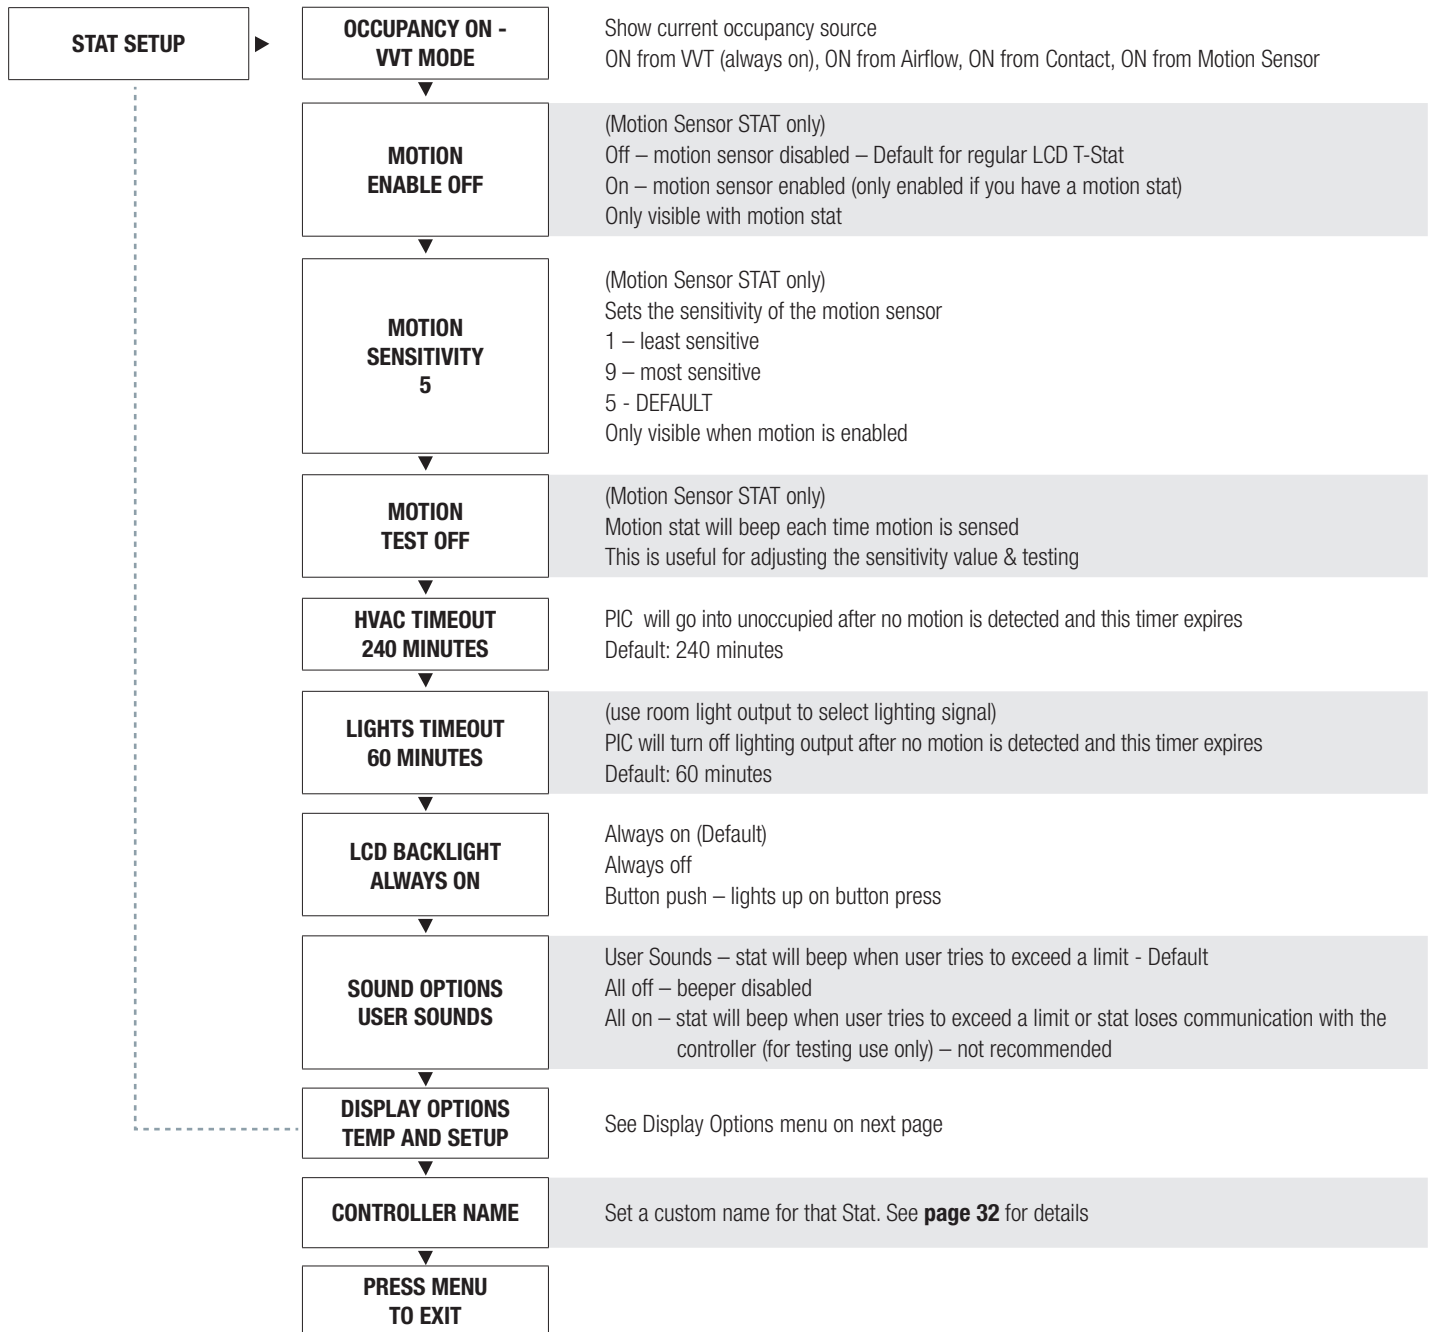 STAT SETUP
OCCUPANCY ON -
VVT MODE
Show current occupancy source
ON from VVT (always on), ON from Airflow, ON from Contact, ON from Motion Sensor
MOTION
ENABLE OFF
(Motion Sensor STAT only)
Off – motion sensor disabled – Default for regular LCD T-Stat
On – motion sensor enabled (only enabled if you have a motion stat)
Only visible with motion stat
MOTION
SENSITIVITY
5
(Motion Sensor STAT only)
Sets the sensitivity of the motion sensor
1 – least sensitive
9 – most sensitive
5 - DEFAULT
Only visible when motion is enabled
MOTION
TEST OFF
(Motion Sensor STAT only)
Motion stat will beep each time motion is sensed
This is useful for adjusting the sensitivity value & testing
HVAC TIMEOUT
240 MINUTES
PIC will go into unoccupied after no motion is detected and this timer expires
Default: 240 minutes
LIGHTS TIMEOUT
60 MINUTES
(use room light output to select lighting signal)
PIC will turn off lighting output after no motion is detected and this timer expires
Default: 60 minutes
LCD BACKLIGHT
ALWAYS ON
Always on (Default)
Always off
Button push – lights up on button press
SOUND OPTIONS
USER SOUNDS
User Sounds – stat will beep when user tries to exceed a limit - Default
All off – beeper disabled
All on – stat will beep when user tries to exceed a limit or stat loses communication with the
controller (for testing use only) – not recommended
DISPLAY OPTIONS
TEMP AND SETUP
See Display Options menu on next page
CONTROLLER NAME
Set a custom name for that Stat. See page 32 for details
PRESS MENU
TO EXIT